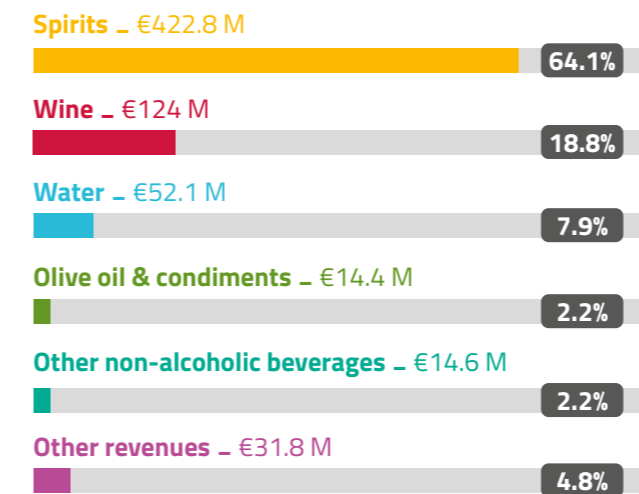 Spirits – €422.8 M
64.1%
Wine – €124 M
18.8%
Water – €52.1 M
7.9%
Olive oil & condiments – €14.4 M
2.2%
Other non-alcoholic beverages – €14.6 M
2.2%
Other revenues – €31.8 M
4.8%